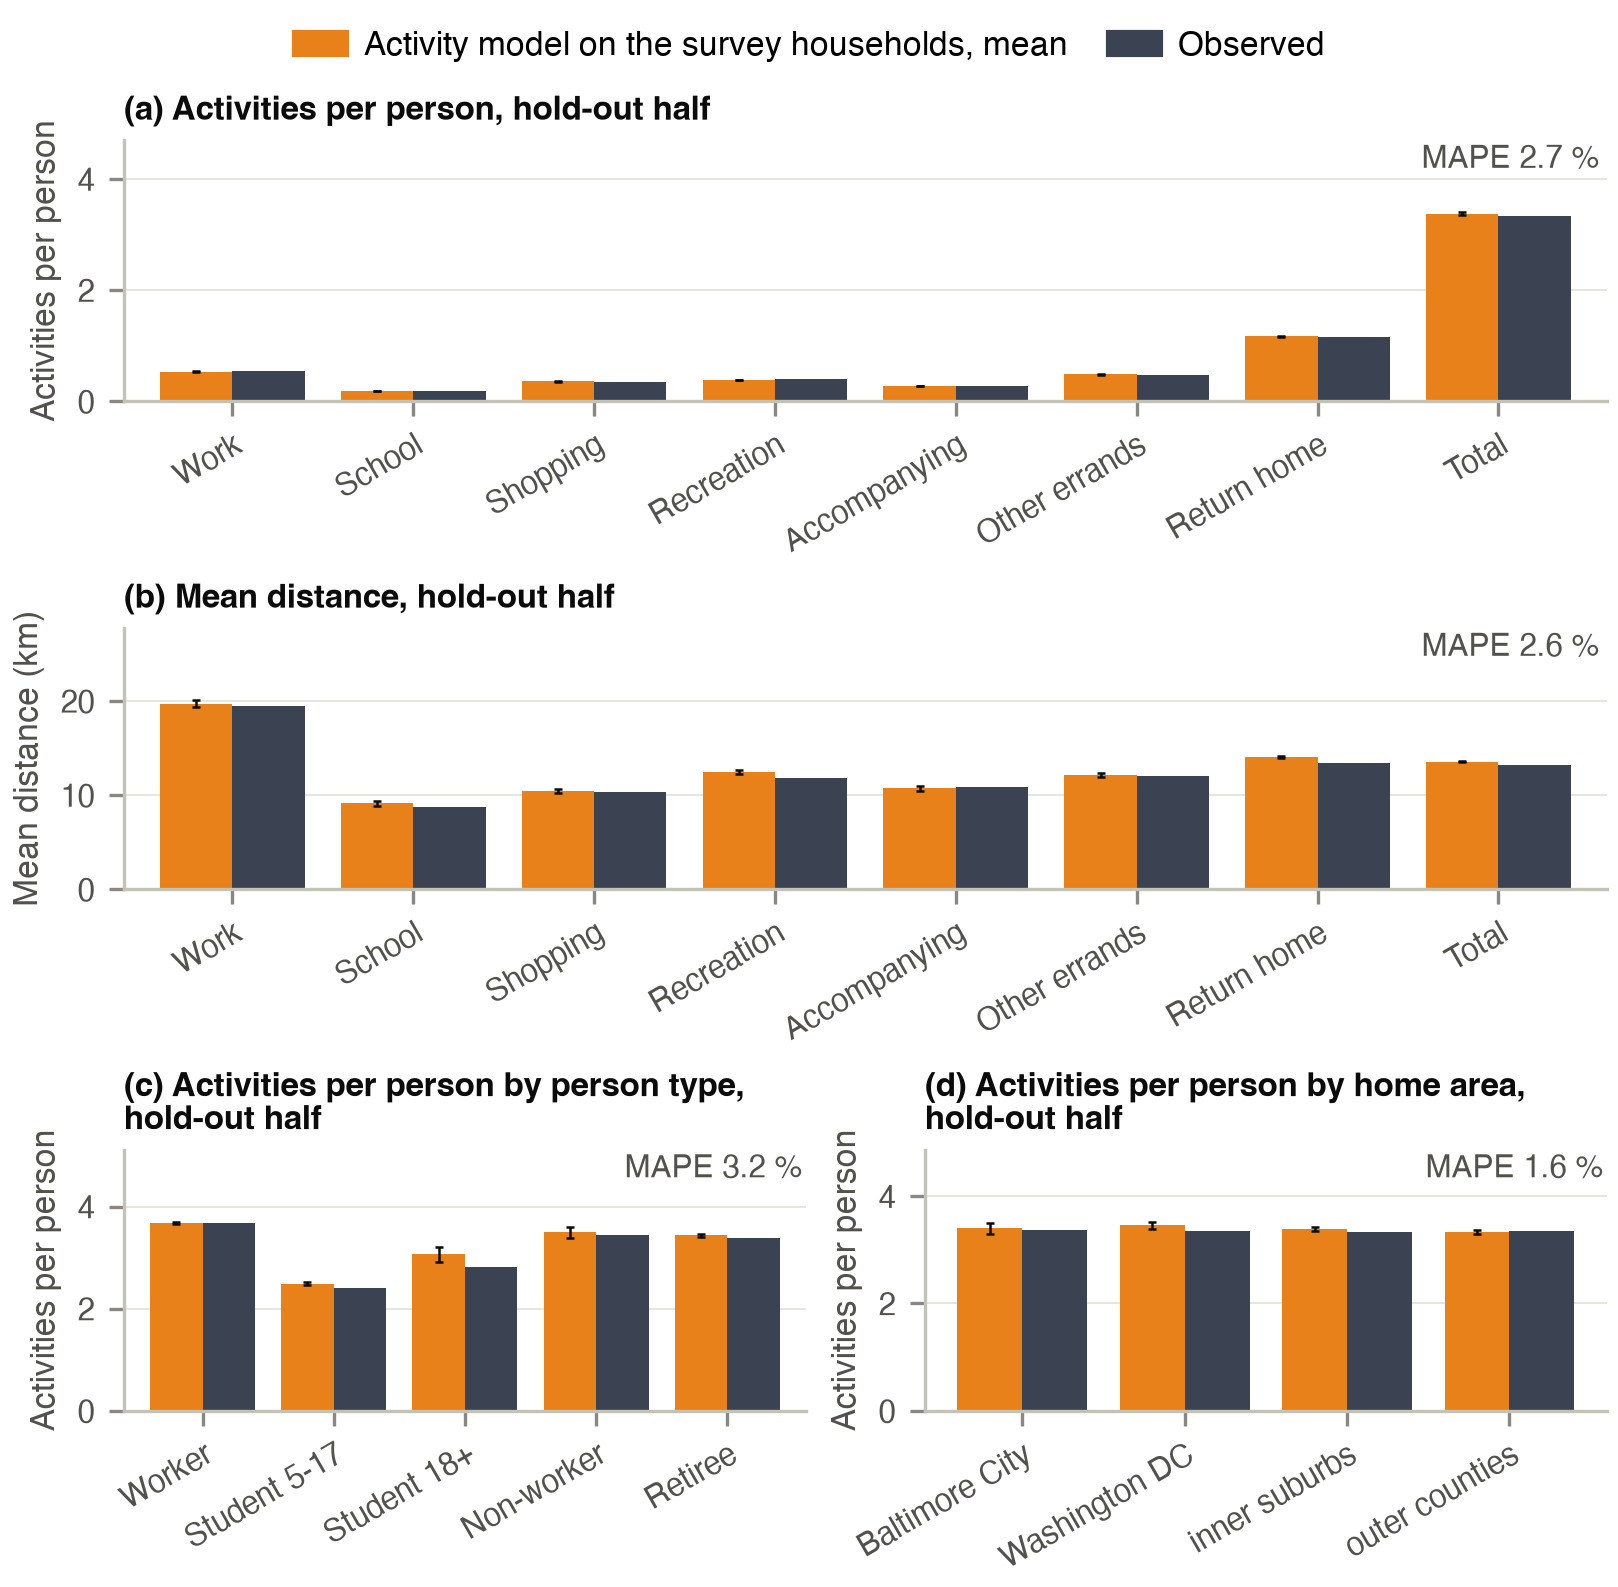 Activity model on the survey households, mean
Observed
(a) Activities per person, hold-out half
MAPE 2.7 %
Activities per person
4
2
0
Work
School
Shopping
Recreation
Accompanying
Other errands
Return home
Total
(b) Mean distance, hold-out half
MAPE 2.6 %
Mean distance (km)
20
10
0
Work
School
Shopping
Recreation
Accompanying
Other errands
Return home
Total
(c) Activities per person by person type,
hold-out half
MAPE 3.2 %
Activities per person
4
2
0
Worker
Student 5-17
Student 18+
Non-worker
Retiree
(d) Activities per person by home area,
hold-out half
MAPE 1.6 %
Activities per person
4
2
0
Baltimore City
Washington DC
inner suburbs
outer counties